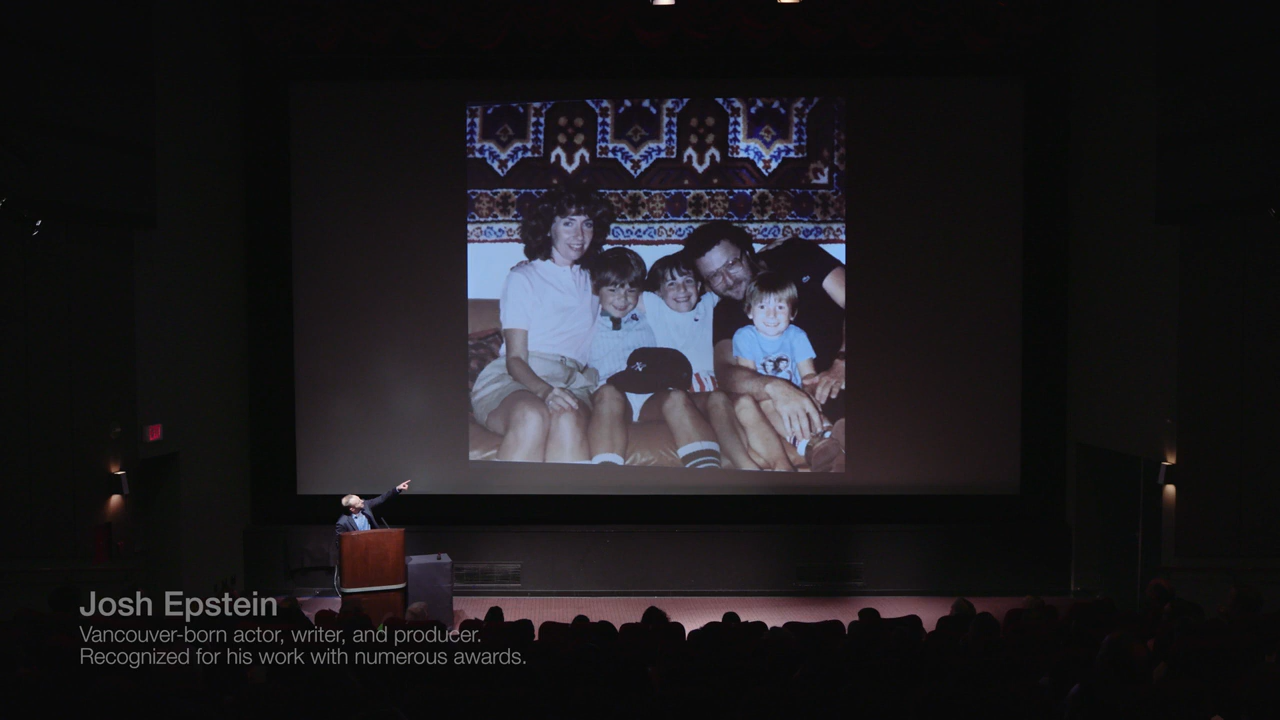 Josh Epstein
Vancouver-born actor, writer, and producer.
Recognized for his work with numerous awards.